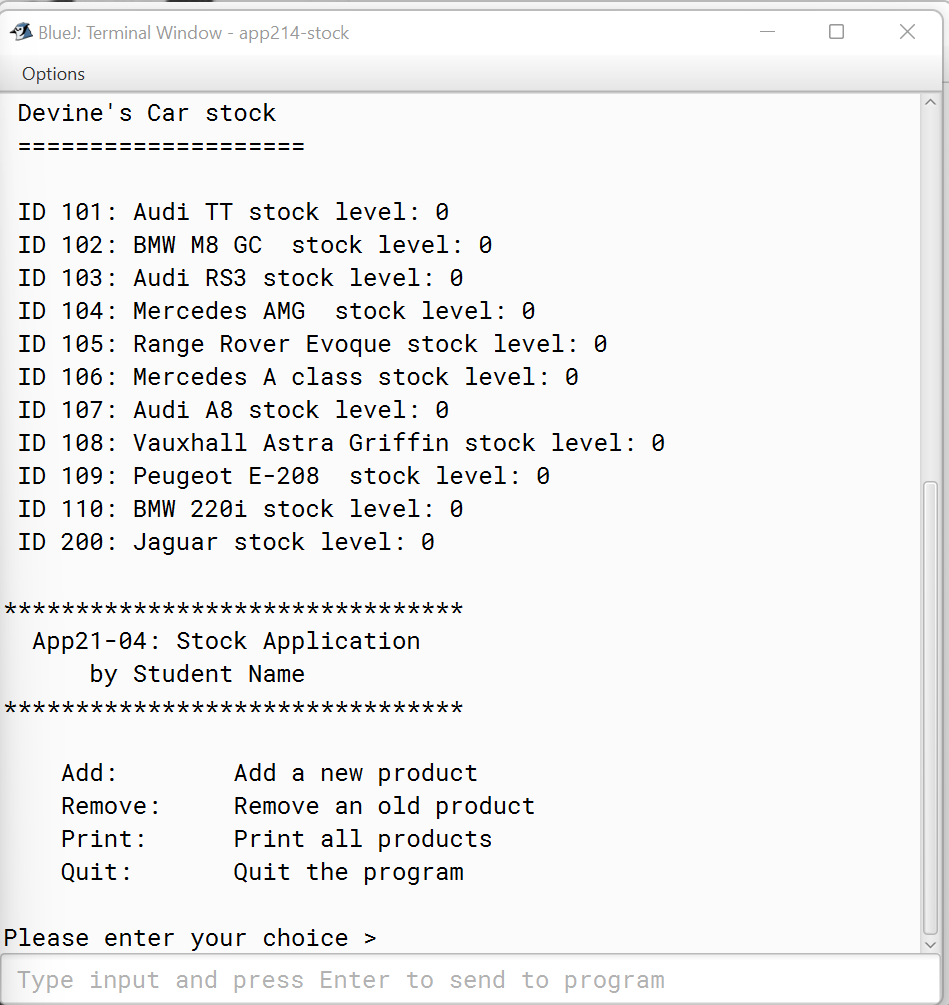 BlueJ: Terminal Window - app214-stock
Options
Devine's Car stock
====================
ID 101: Audi TT stock level: 0
ID 102: BMW M8 GC  stock level: 0
ID 103: Audi RS3 stock level: 0
ID 104: Mercedes AMG  stock level: 0
ID 105: Range Rover Evoque stock level: 0
ID 106: Mercedes A class stock level: 0
ID 107: Audi A8 stock level: 0
ID 108: Vauxhall Astra Griffin stock level: 0
ID 109: Peugeot E-208  stock level: 0
ID 110: BMW 220i stock level: 0
ID 200: Jaguar stock level: 0
********************************
App21-04: Stock Application
by Student Name
********************************
Add:        Add a new product
Remove:     Remove an old product
Print:      Print all products
Quit:       Quit the program
Please enter your choice >
Type input and press Enter to send to program